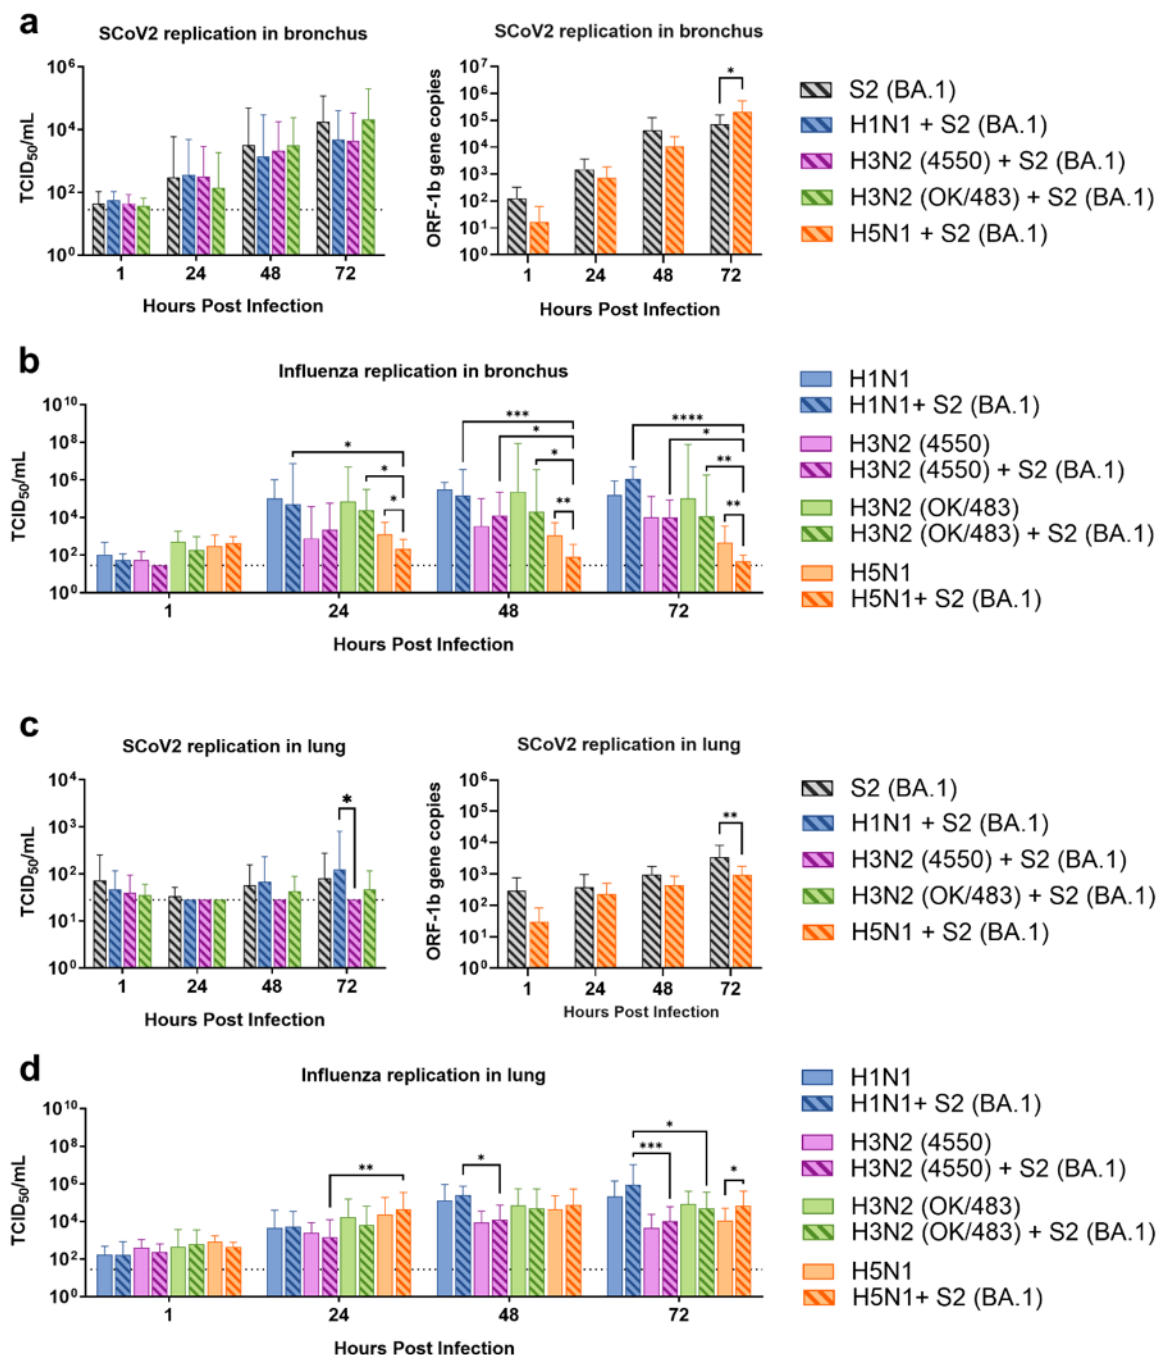 a
SCoV2 replication in bronchus
TCID50/mL
10^6
10^4
10^2
10^0
1 24 48 72
Hours Post Infection
SCoV2 replication in bronchus
ORF-1b gene copies
10^7
10^6
10^5
10^4
10^3
10^2
10^1
10^0
*
1 24 48 72
Hours Post Infection
S2 (BA.1)
H1N1 + S2 (BA.1)
H3N2 (4550) + S2 (BA.1)
H3N2 (OK/483) + S2 (BA.1)
H5N1 + S2 (BA.1)
b
Influenza replication in bronchus
TCID50/mL
10^10
10^8
10^6
10^4
10^2
10^0
* * *
*** * * **
**** * ** **
1 24 48 72
Hours Post Infection
H1N1
H1N1+ S2 (BA.1)
H3N2 (4550)
H3N2 (4550) + S2 (BA.1)
H3N2 (OK/483)
H3N2 (OK/483) + S2 (BA.1)
H5N1
H5N1+ S2 (BA.1)
c
SCoV2 replication in lung
TCID50/mL
10^4
10^3
10^2
10^1
10^0
*
1 24 48 72
Hours Post Infection
SCoV2 replication in lung
ORF-1b gene copies
10^6
10^5
10^4
10^3
10^2
10^1
10^0
**
1 24 48 72
Hours Post Infection
S2 (BA.1)
H1N1 + S2 (BA.1)
H3N2 (4550) + S2 (BA.1)
H3N2 (OK/483) + S2 (BA.1)
H5N1 + S2 (BA.1)
d
Influenza replication in lung
TCID50/mL
10^10
10^8
10^6
10^4
10^2
10^0
**
*
* *** *
1 24 48 72
Hours Post Infection
H1N1
H1N1+ S2 (BA.1)
H3N2 (4550)
H3N2 (4550) + S2 (BA.1)
H3N2 (OK/483)
H3N2 (OK/483) + S2 (BA.1)
H5N1
H5N1+ S2 (BA.1)